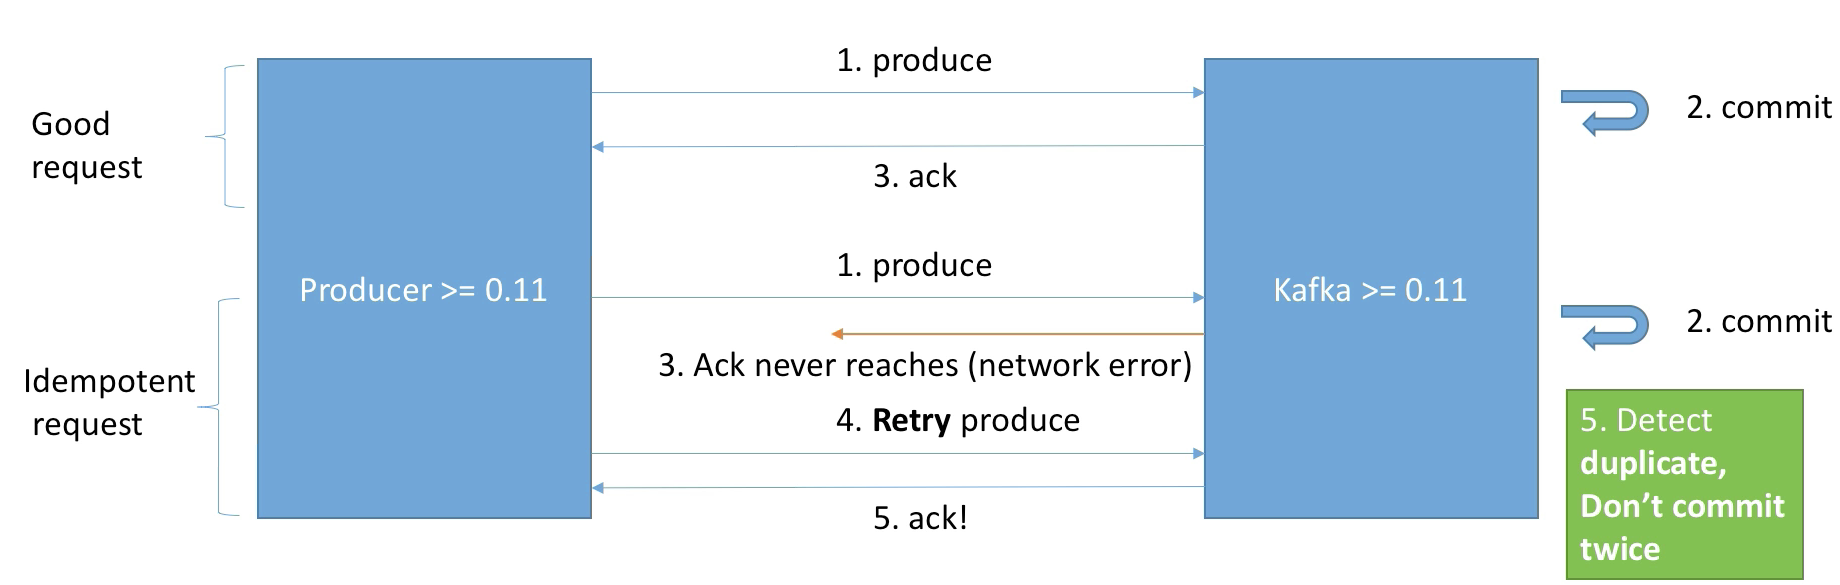 1. produce
Good
request
2. commit
3. ack
Producer >= 0.11
Kafka >= 0.11
1. produce
2. commit
3. Ack never reaches (network error)
Idempotent
request
4. Retry produce
5. ack!
5. Detect
duplicate,
Don’t commit
twice